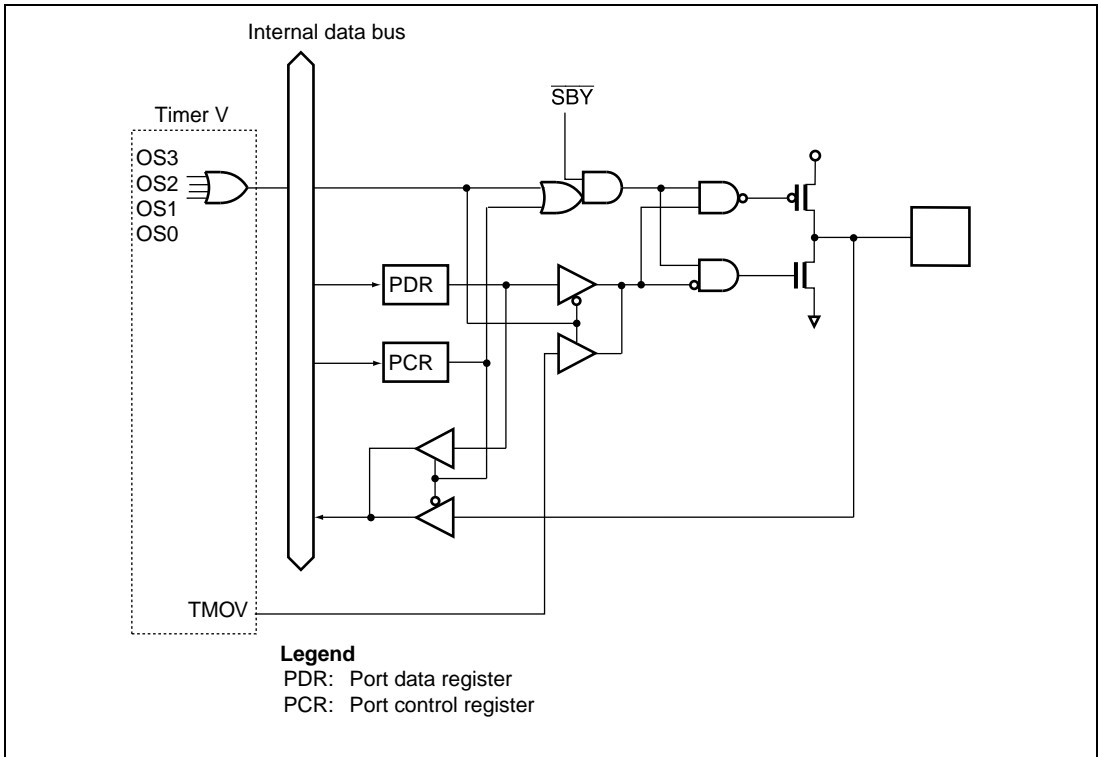 Internal data bus
SBY
Timer V
OS3
OS2
OS1
OS0
PDR
PCR
TMOV
Legend
PDR: Port data register
PCR: Port control register